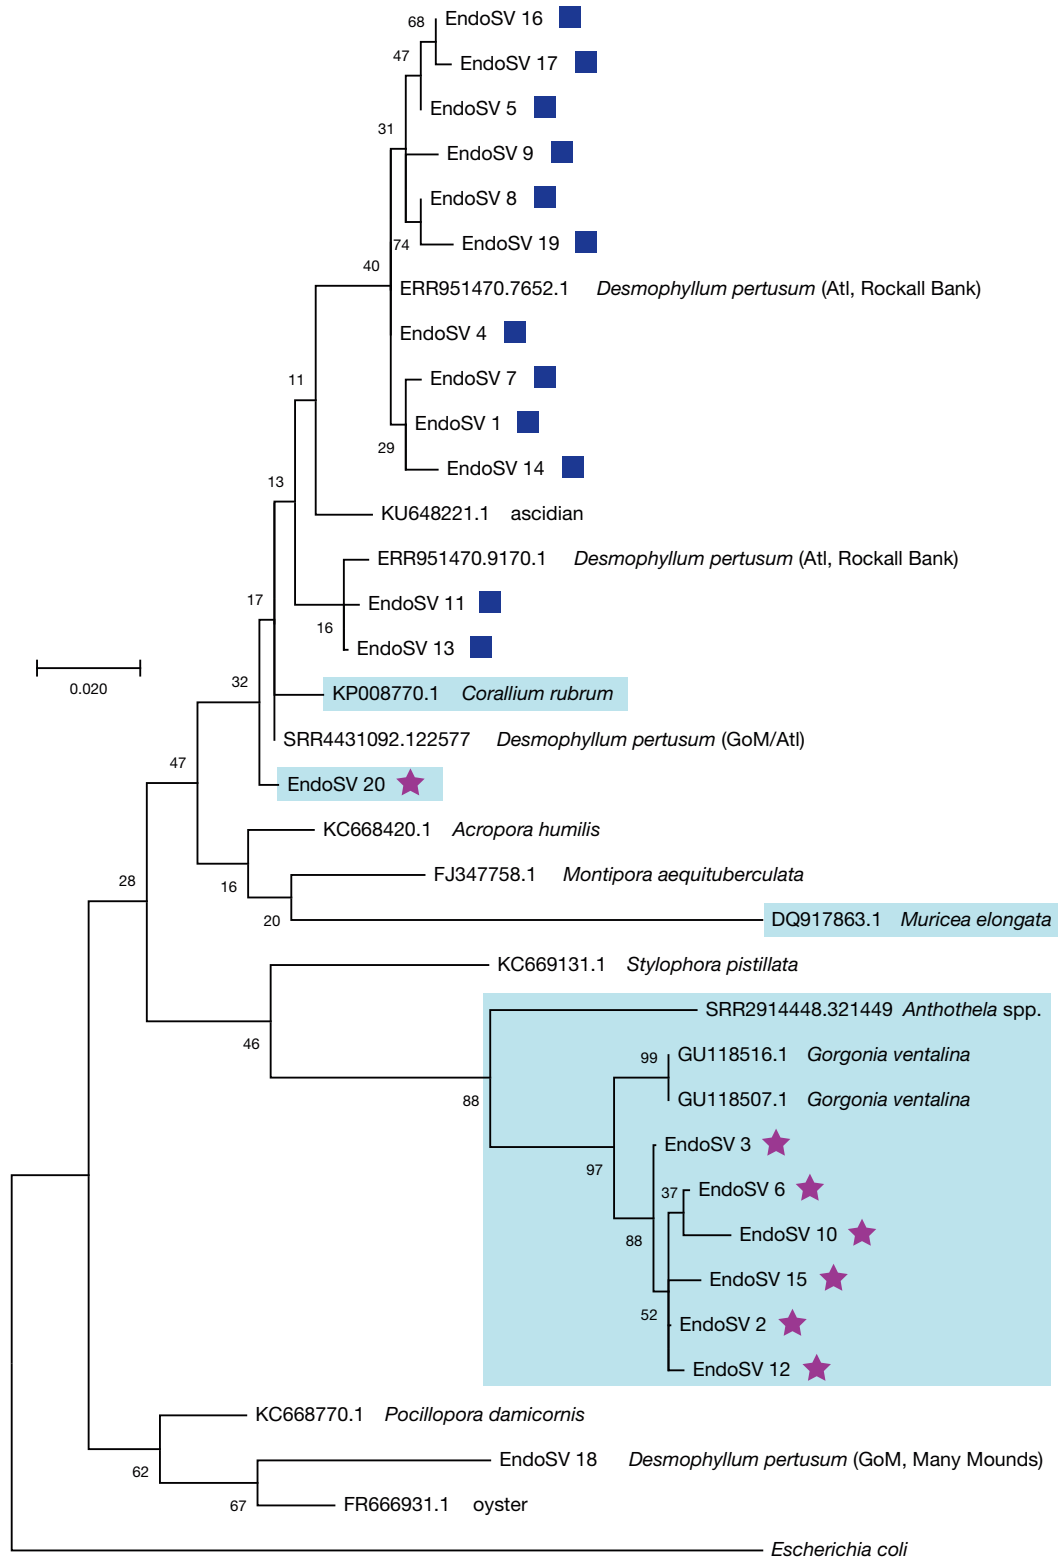 EndoSV 16
68
47
EndoSV 17
EndoSV 5
31
EndoSV 9
EndoSV 8
74
EndoSV 19
40
ERR951470.7652.1 Desmophyllum pertusum (Atl, Rockall Bank)
EndoSV 4
11
EndoSV 7
EndoSV 1
29
EndoSV 14
13
KU648221.1 ascidian
ERR951470.9170.1 Desmophyllum pertusum (Atl, Rockall Bank)
17
EndoSV 11
16
EndoSV 13
0.020
32
KP008770.1 Corallium rubrum
SRR4431092.122577 Desmophyllum pertusum (GoM/Atl)
47
EndoSV 20
KC668420.1 Acropora humilis
28
16
FJ347758.1 Montipora aequituberculata
20
DQ917863.1 Muricea elongata
KC669131.1 Stylophora pistillata
SRR2914448.321449 Anthothela spp.
46
99
GU118516.1 Gorgonia ventalina
88
GU118507.1 Gorgonia ventalina
EndoSV 3
97
37
EndoSV 6
88
EndoSV 10
EndoSV 15
52
EndoSV 2
EndoSV 12
KC668770.1 Pocillopora damicornis
62
EndoSV 18 Desmophyllum pertusum (GoM, Many Mounds)
67
FR666931.1 oyster
Escherichia coli